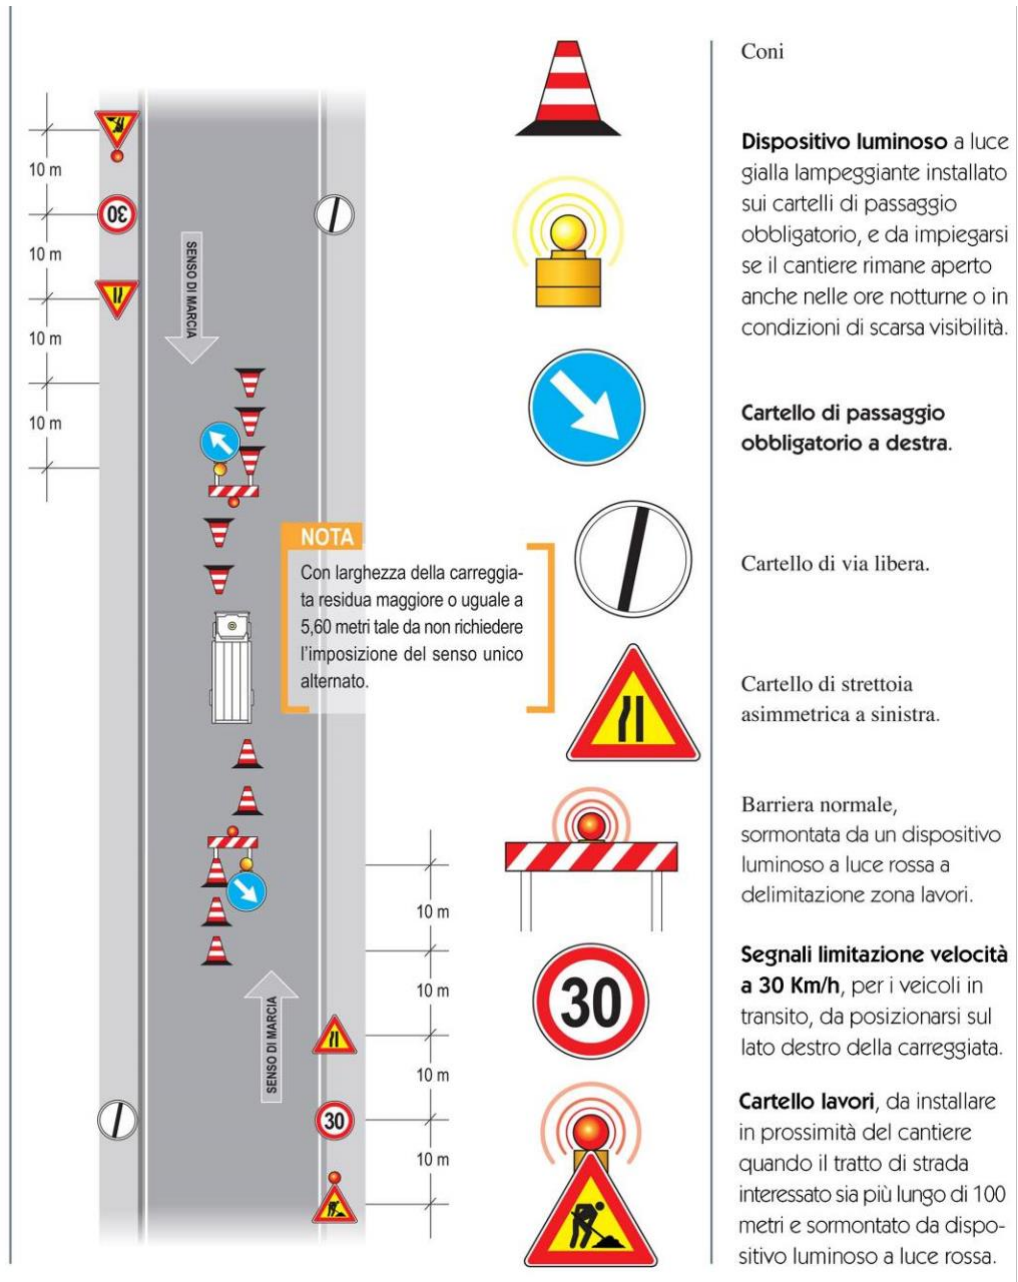 10 m
30
10 m
SENSO DI MARCIA
10 m
10 m
NOTA
Con larghezza della carreggia-
ta residua maggiore o uguale a
5,60 metri tale da non richiedere
l'imposizione del senso unico
alternato.
10 m
10 m
SENSO DI MARCIA
10 m
30
10 m
30
Coni
Dispositivo luminoso a luce
gialla lampeggiante installato
sui cartelli di passaggio
obbligatorio, e da impiegarsi
se il cantiere rimane aperto
anche nelle ore notturne o in
condizioni di scarsa visibilità.
Cartello di passaggio
obbligatorio a destra.
Cartello di via libera.
Cartello di strettoia
asimmetrica a sinistra.
Barriera normale,
sormontata da un dispositivo
luminoso a luce rossa a
delimitazione zona lavori.
Segnali limitazione velocità
a 30 Km/h, per i veicoli in
transito, da posizionarsi sul
lato destro della carreggiata.
Cartello lavori, da installare
in prossimità del cantiere
quando il tratto di strada
interessato sia più lungo di 100
metri e sormontato da dispo-
sitivo luminoso a luce rossa.